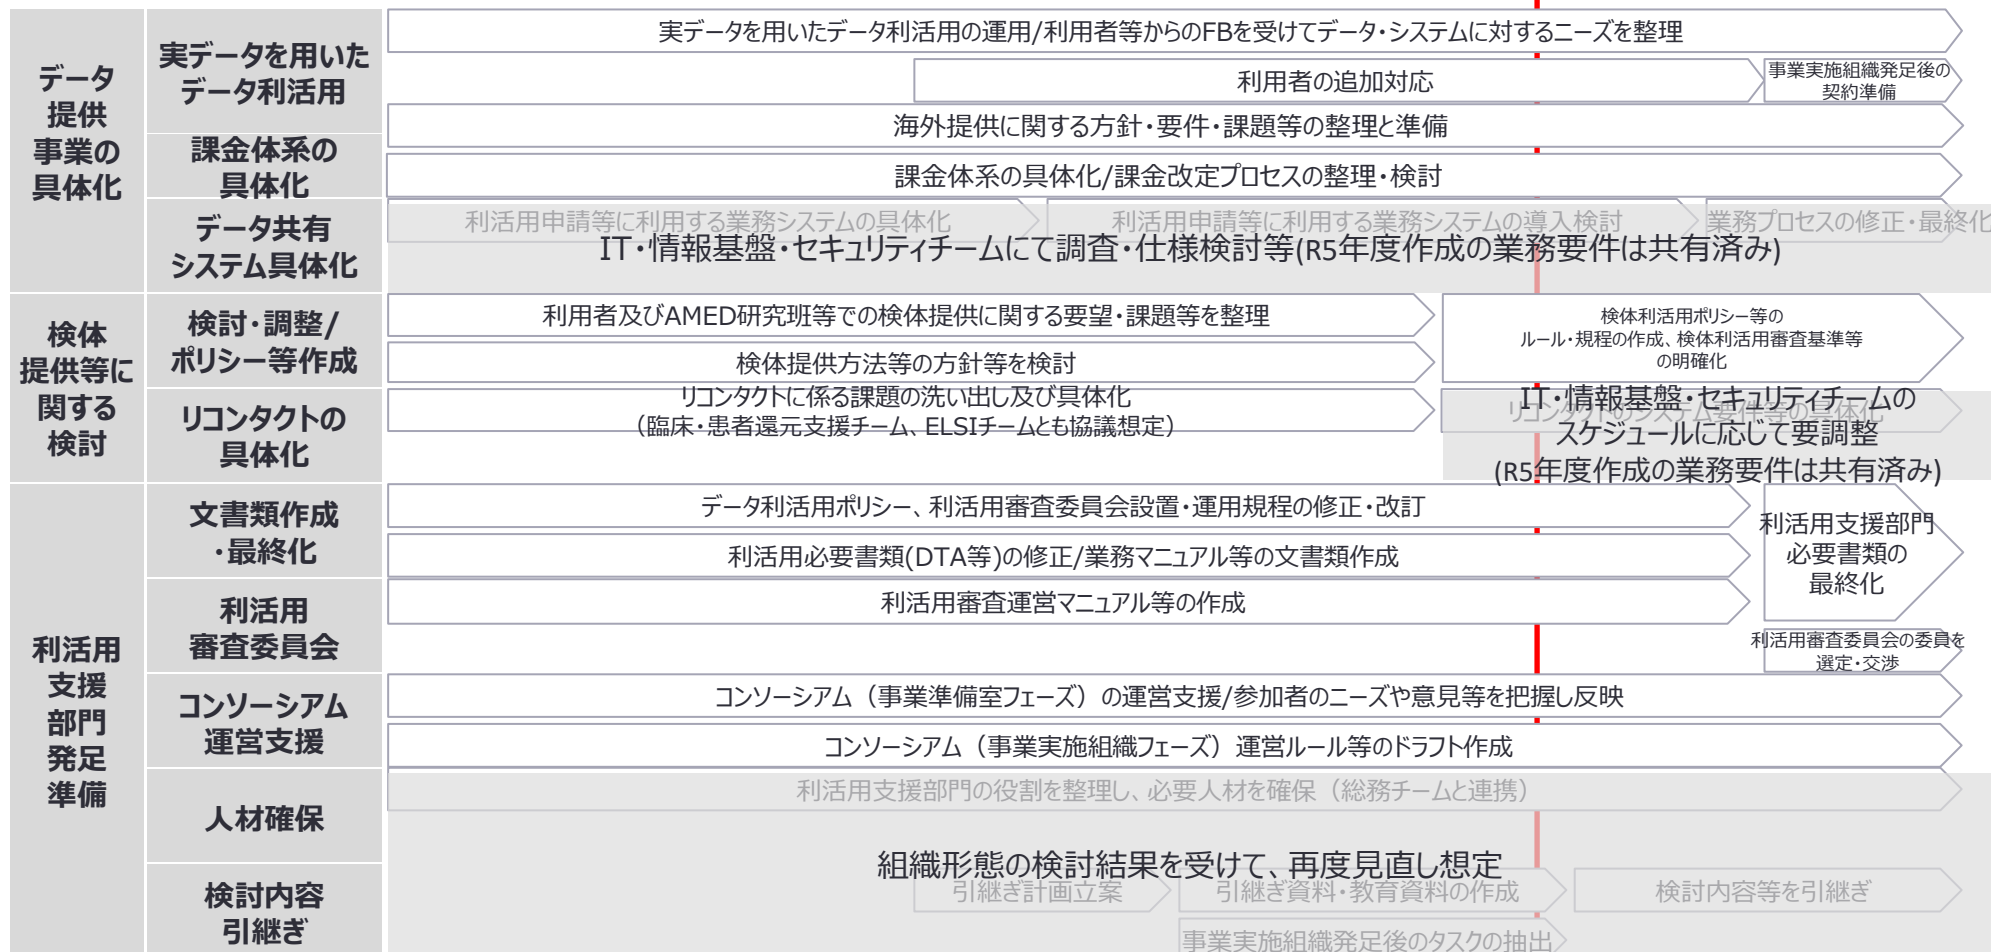 データ
提供
事業の
具体化
実データを用いた
データ利活用
実データを用いたデータ利活用の運用/利用者等からのFBを受けてデータ・システムに対するニーズを整理
利用者の追加対応
事業実施組織発足後の
契約準備
海外提供に関する方針・要件・課題等の整理と準備
課金体系の
具体化
課金体系の具体化/課金改定プロセスの整理・検討
データ共有
システム具体化
利活用申請等に利用する業務システムの具体化
利活用申請等に利用する業務システムの導入検討
業務プロセスの修正・最終化
IT・情報基盤・セキュリティチームにて調査・仕様検討等(R5年度作成の業務要件は共有済み)
検体
提供等に
関する
検討
検討・調整/
ポリシー等作成
利用者及びAMED研究班等での検体提供に関する要望・課題等を整理
検体提供方法等の方針等を検討
検体利活用ポリシー等の
ルール・規程の作成、検体利活用審査基準等
の明確化
リコンタクトの
具体化
リコンタクトに係る課題の洗い出し及び具体化
（臨床・患者還元支援チーム、ELSIチームとも協議想定）
リコンタクトのシステム要件等の具体化
IT・情報基盤・セキュリティチームの
スケジュールに応じて要調整
(R5年度作成の業務要件は共有済み)
利活用
支援
部門
発足
準備
文書類作成
・最終化
データ利活用ポリシー、利活用審査委員会設置・運用規程の修正・改訂
利活用必要書類(DTA等)の修正/業務マニュアル等の文書類作成
利活用支援部門
必要書類の
最終化
利活用
審査委員会
利活用審査運営マニュアル等の作成
利活用審査委員会の委員を
選定・交渉
コンソーシアム
運営支援
コンソーシアム（事業準備室フェーズ）の運営支援/参加者のニーズや意見等を把握し反映
コンソーシアム（事業実施組織フェーズ）運営ルール等のドラフト作成
人材確保
利活用支援部門の役割を整理し、必要人材を確保（総務チームと連携）
組織形態の検討結果を受けて、再度見直し想定
検討内容
引継ぎ
引継ぎ計画立案
引継ぎ資料・教育資料の作成
検討内容等を引継ぎ
事業実施組織発足後のタスクの抽出